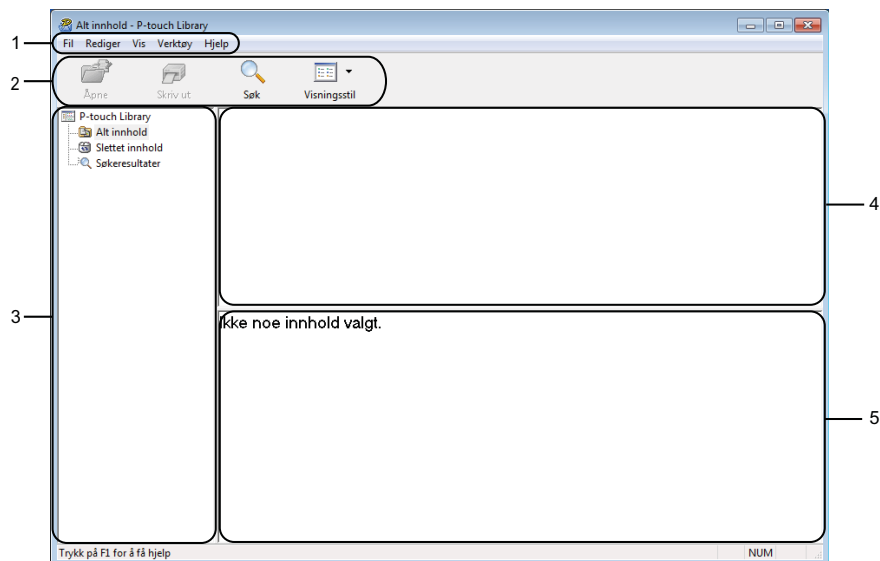 Alt innhold - P-touch Library
1
Fil Rediger Vis Verktøy Hjelp
2
Åpne Skriv ut Søk Visningsstil
P-touch Library
Alt innhold
Slettet innhold
Søkeresultater
4
3
Ikke noe innhold valgt.
5
Trykk på F1 for å få hjelp NUM